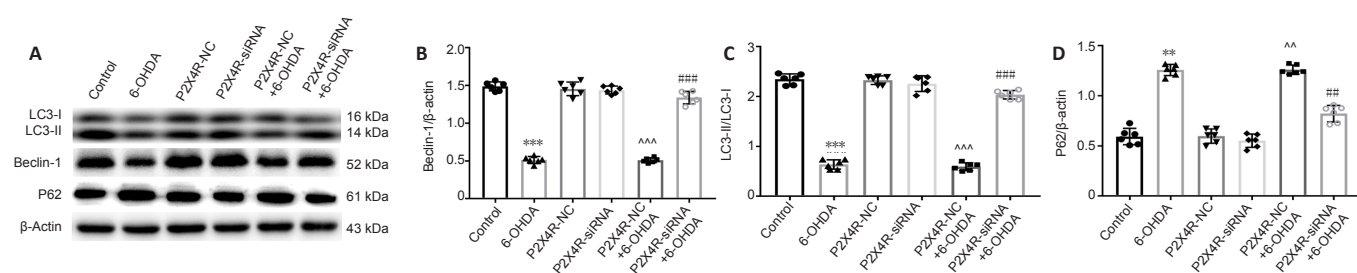 A
Control
6-OHDA
P2X4R-NC
P2X4R-siRNA
P2X4R-NC
+6-OHDA
P2X4R-siRNA
+6-OHDA
LC3-I
16 kDa
LC3-II
14 kDa
Beclin-1
52 kDa
P62
61 kDa
β-Actin
43 kDa
B
Beclin-1/β-actin
2.0
1.5
1.0
0.5
0
***
^^^
###
Control
6-OHDA
P2X4R-NC
P2X4R-siRNA
P2X4R-NC
+6-OHDA
P2X4R-siRNA
+6-OHDA
C
LC3-II/LC3-I
3
2
1
0
***
^^^
###
Control
6-OHDA
P2X4R-NC
P2X4R-siRNA
P2X4R-NC
+6-OHDA
P2X4R-siRNA
+6-OHDA
D
P62/β-actin
1.5
1.0
0.5
0
**
^^
##
Control
6-OHDA
P2X4R-NC
P2X4R-siRNA
P2X4R-NC
+6-OHDA
P2X4R-siRNA
+6-OHDA